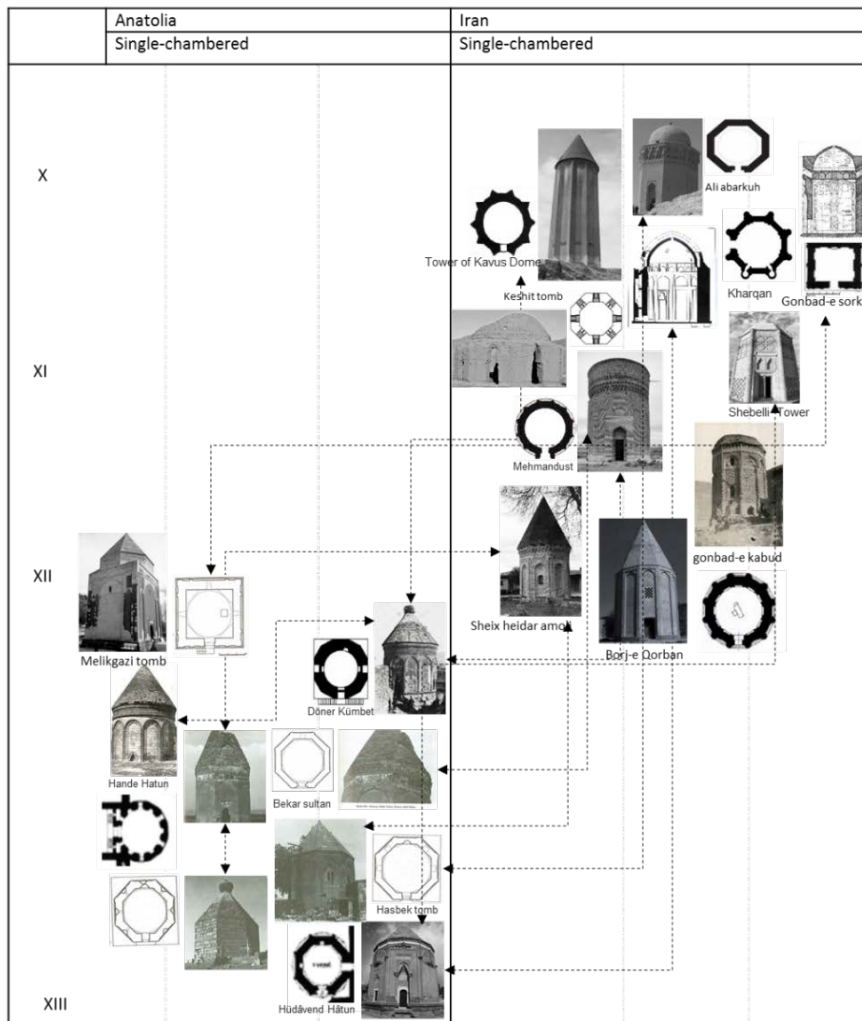 Anatolia
Iran
Single-chambered
Single-chambered
X
Ali abarkuh
Tower of Kavus Dome
Kharqan
Gonbad-e sork
Keshit tomb
XI
Shebelli Tower
Mehmandust
gonbad-e kabud
XII
Sheix heidar amoli
Borj-e Qorban
Melikgazi tomb
Döner Kümbet
Hande Hatun
Bekar sultan
Hasbek tomb
Hüdâvend Hâtun
XIII